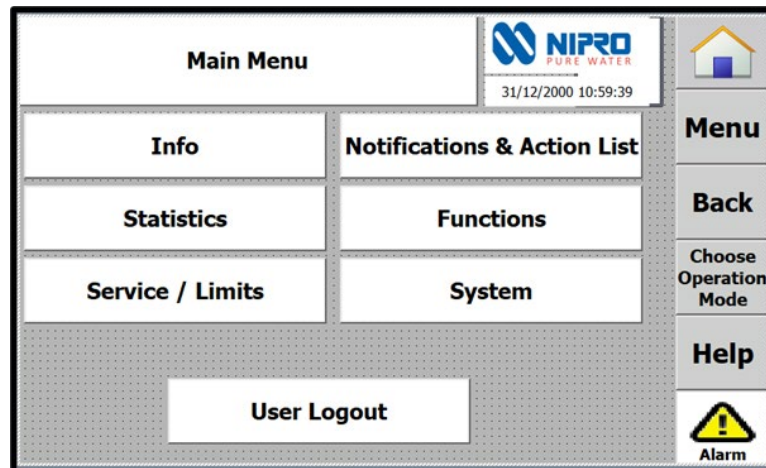 Main Menu
NIPRO
PURE WATER
31/12/2000 10:59:39
Info
Notifications & Action List
Statistics
Functions
Service / Limits
System
User Logout
Menu
Back
Choose
Operation
Mode
Help
Alarm